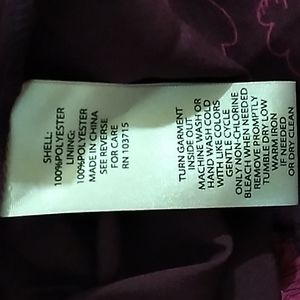 SHELL:
100%POLYESTER
LINING:
100%POLYESTER
MADE IN CHINA
SEE REVERSE
FOR CARE
RN 103715
TURN GARMENT
INSIDE OUT
MACHINE WASH OR
HAND WASH COLD
WITH LIKE COLORS
GENTLE CYCLE
ONLY NON-CHLORINE
BLEACH WHEN NEEDED
REMOVE PROMPTLY
TUMBLE DRY LOW
WARM IRON
IF NEEDED
OR DRY CLEAN